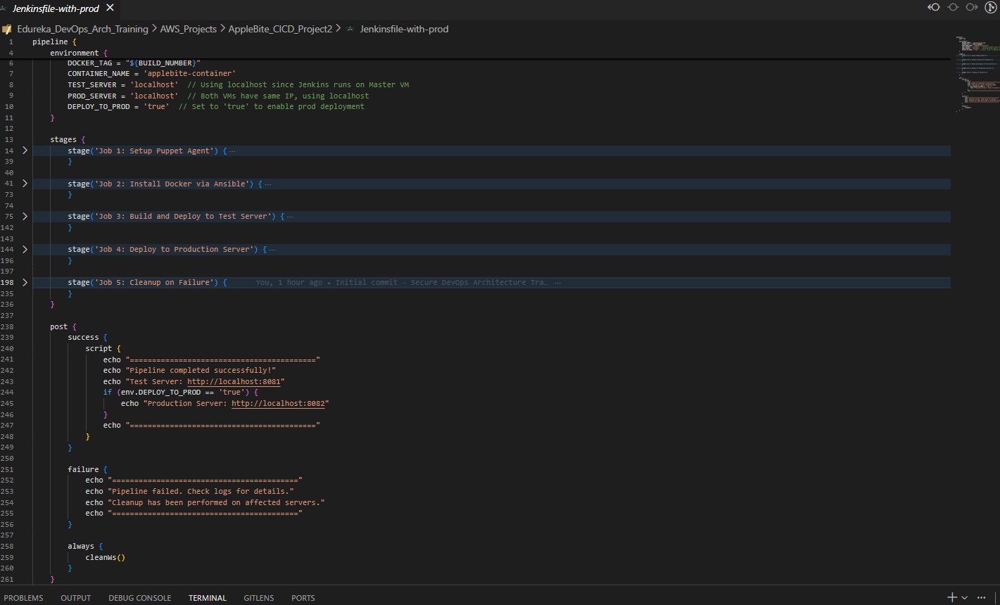 Jenkinsfile-with-prod
Edureka_DevOps_Arch_Training > AWS_Projects > AppleBite_CICD_Project2 > Jenkinsfile-with-prod
1 pipeline {
4 environment {
6 DOCKER_TAG = "${BUILD_NUMBER}"
7 CONTAINER_NAME = 'applebite-container'
8 TEST_SERVER = 'localhost'  // Using localhost since Jenkins runs on Master VM
9 PROD_SERVER = 'localhost'  // Both VMs have same IP, using localhost
10 DEPLOY_TO_PROD = 'true'  // Set to 'true' to enable prod deployment
11 }
12
13 stages {
14 stage('Job 1: Setup Puppet Agent') { ...
39 }
40
41 stage('Job 2: Install Docker via Ansible') { ...
73 }
74
75 stage('Job 3: Build and Deploy to Test Server') { ...
142 }
143
144 stage('Job 4: Deploy to Production Server') { ...
196 }
197
198 stage('Job 5: Cleanup on Failure') { You, 1 hour ago • Initial commit - Secure DevOps Architecture Tra… ...
235 }
236 }
237
238 post {
239 success {
240 script {
241 echo "=========================================="
242 echo "Pipeline completed successfully!"
243 echo "Test Server: http://localhost:8081"
244 if (env.DEPLOY_TO_PROD == 'true') {
245 echo "Production Server: http://localhost:8082"
246 }
247 echo "=========================================="
248 }
249 }
250
251 failure {
252 echo "=========================================="
253 echo "Pipeline failed. Check logs for details."
254 echo "Cleanup has been performed on affected servers."
255 echo "=========================================="
256 }
257
258 always {
259 cleanWs()
260 }
261 }
PROBLEMS OUTPUT DEBUG CONSOLE TERMINAL GITLENS PORTS